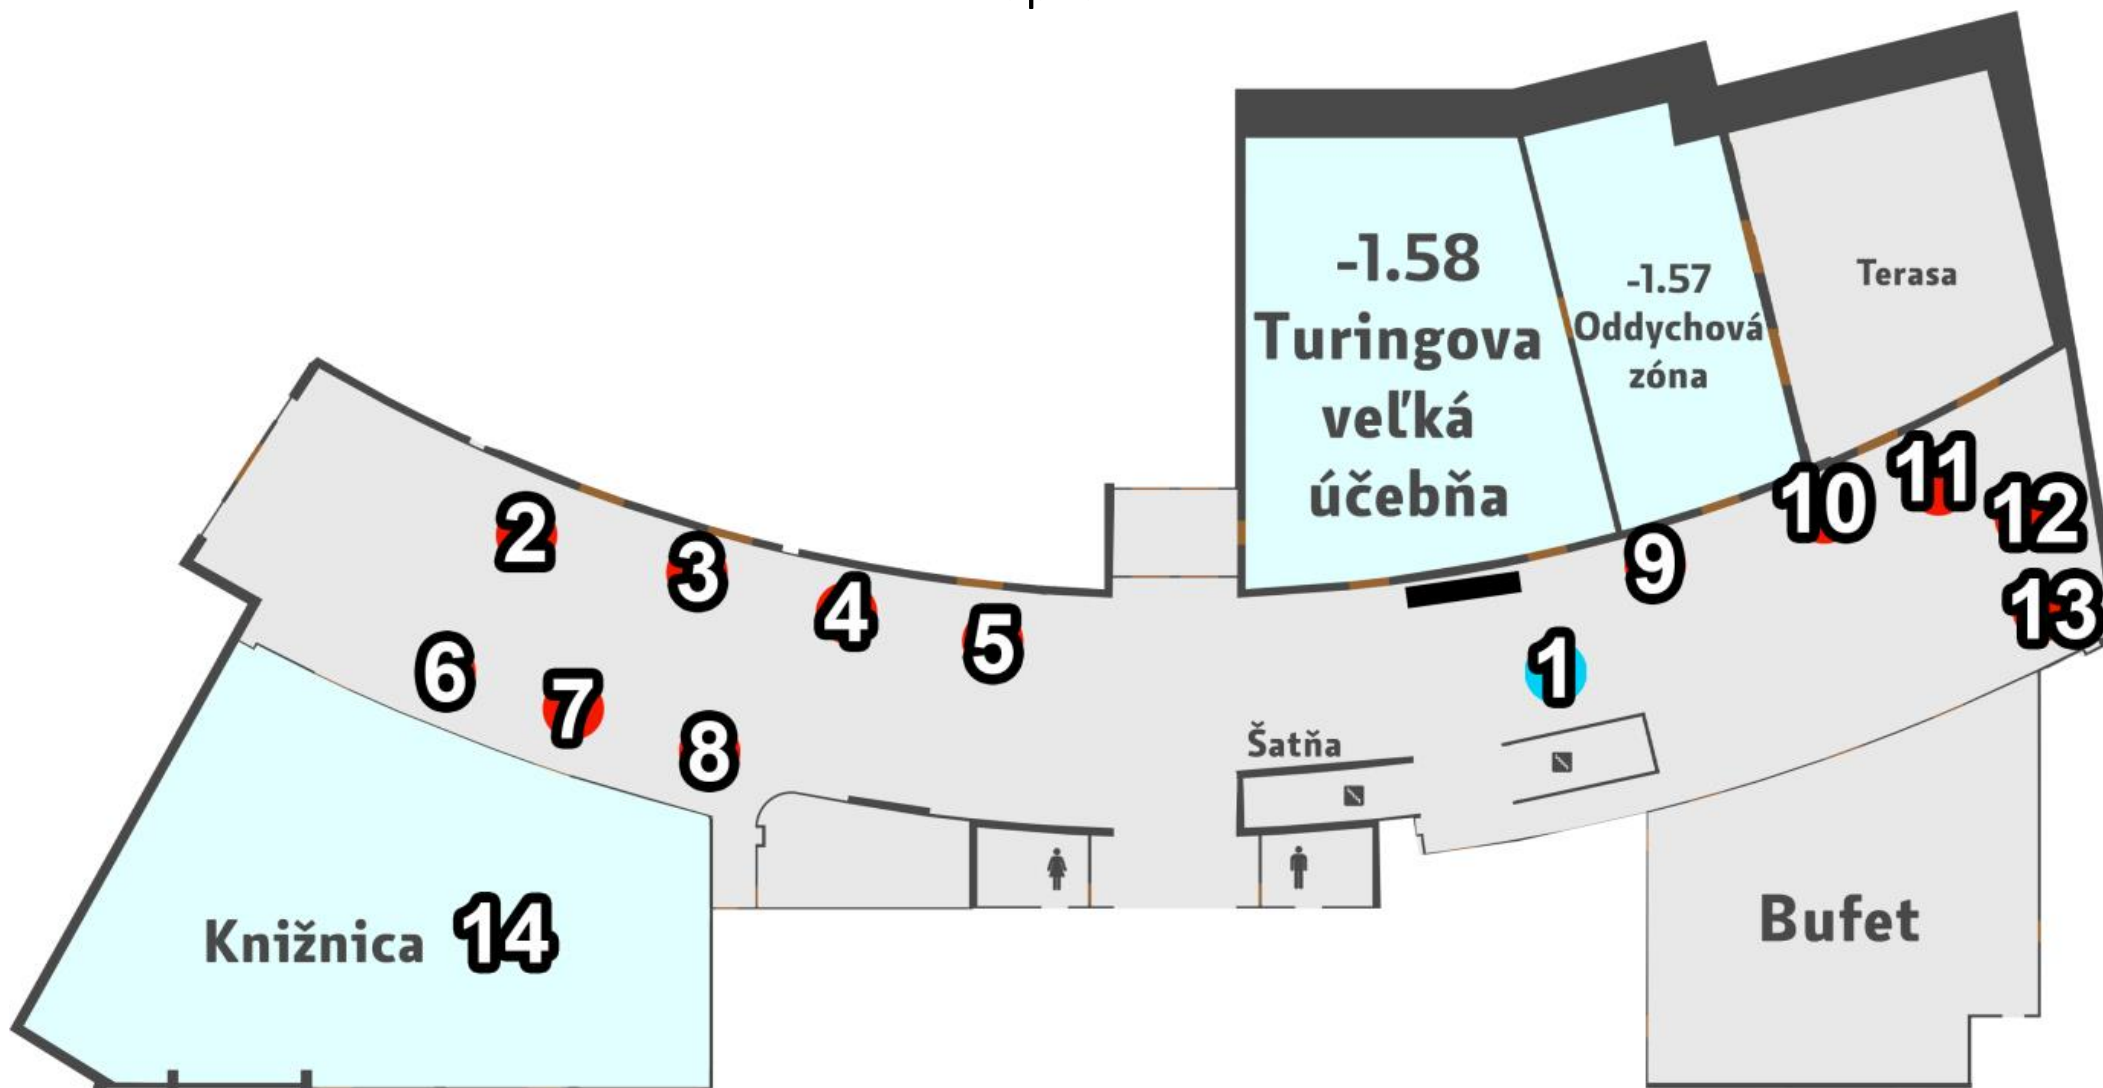 -1.58
Turingova
veľká
účebňa
-1.57
Oddychová
zóna
Terasa
2
3
4
5
6
7
8
9
10
11
12
13
1
Šatňa
Knižnica 14
Bufet